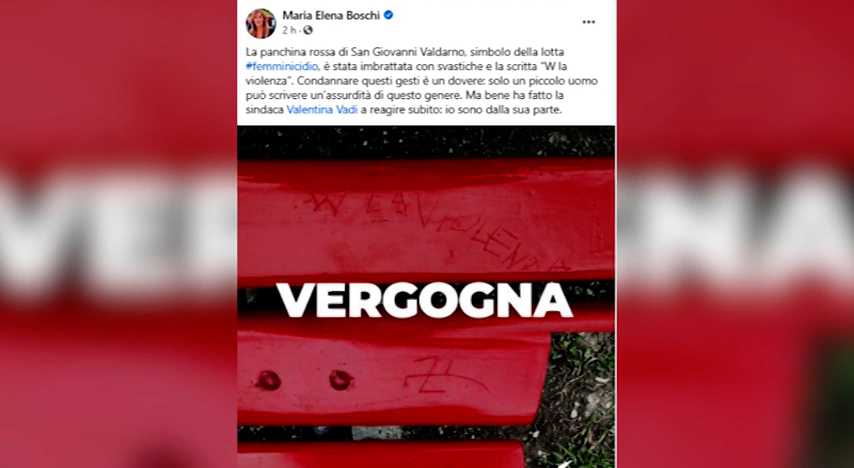 Maria Elena Boschi
2 h ·
La panchina rossa di San Giovanni Valdarno, simbolo della lotta
#femminicidio, è stata imbrattata con svastiche e la scritta "W la
violenza". Condannare questi gesti è un dovere: solo un piccolo uomo
può scrivere un'assurdità di questo genere. Ma bene ha fatto la
sindaca Valentina Vadi a reagire subito: io sono dalla sua parte.
W LA VIOLENZA
VERGOGNA